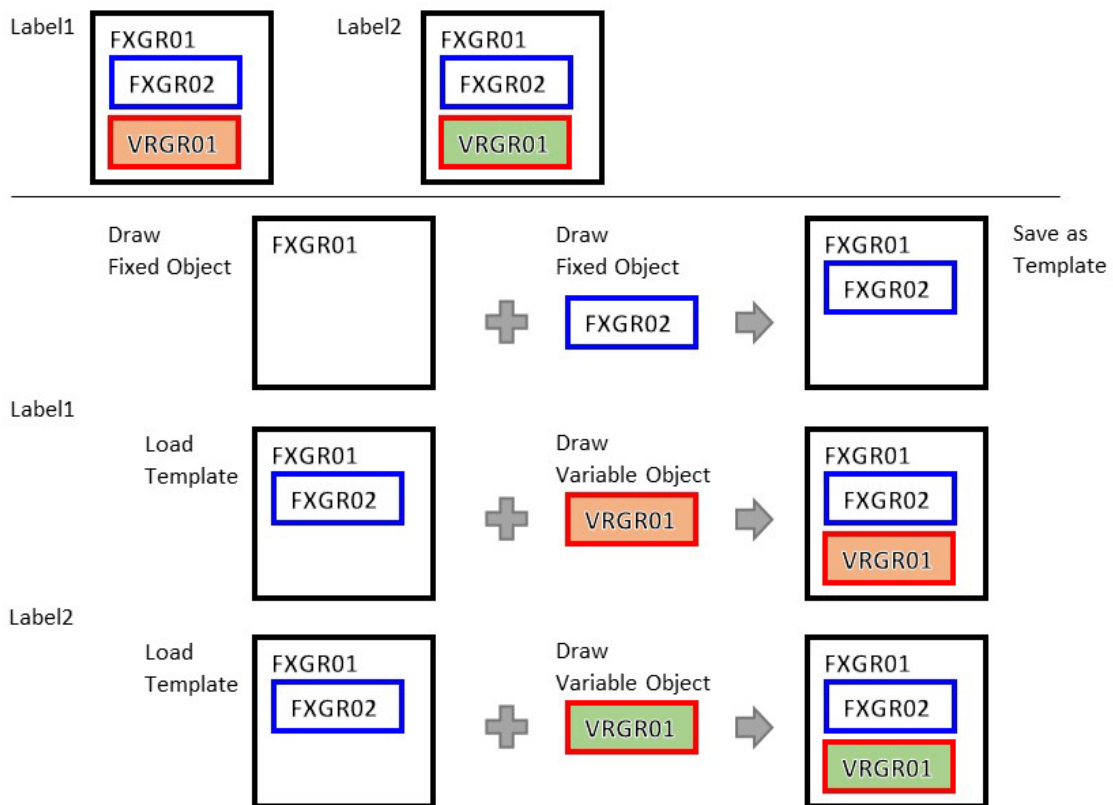 Label1
FXGR01
FXGR02
VRGR01
Label2
FXGR01
FXGR02
VRGR01
Draw
Fixed Object
FXGR01
Draw
Fixed Object
FXGR02
FXGR01
FXGR02
Save as
Template
Label1
Load
Template
FXGR01
FXGR02
Draw
Variable Object
VRGR01
FXGR01
FXGR02
VRGR01
Label2
Load
Template
FXGR01
FXGR02
Draw
Variable Object
VRGR01
FXGR01
FXGR02
VRGR01